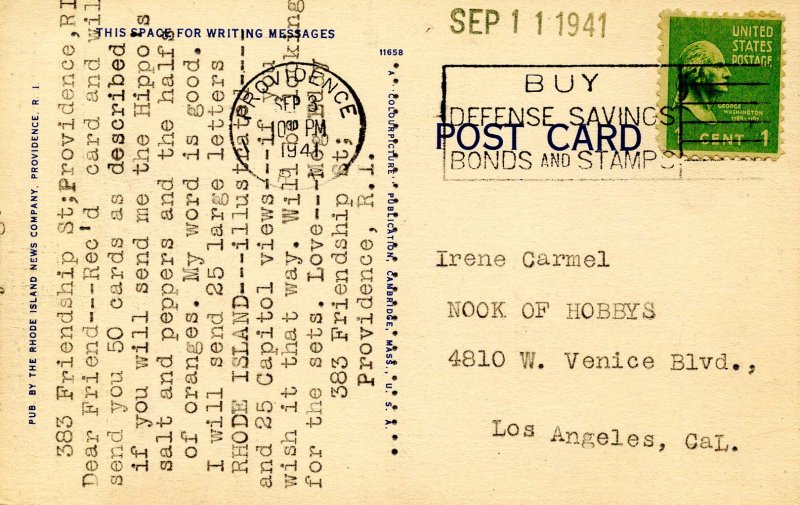 THIS SPACE FOR WRITING MESSAGES
383 Friendship St;Providence,RI
Dear Friend---Rec'd card and wil
send you 50 cards as described
if you will send me the Hippo s
salt and peppers and the half
of oranges. My word is good.
I will send 25 large letters
RHODE ISLAND---illustrated---
and 25 Capitol views---if
wish it that way. Will king
for the sets. Love---
383 Friendship St;
Providence, R.I.
PUB BY THE RHODE ISLAND NEWS COMPANY, PROVIDENCE, R. I.
11658
A "COLOURPICTURE" PUBLICATION, CAMBRIDGE, MASS., U. S. A.
PROVIDENCE
SEP 3
PM
1941
SEP 11 1941
BUY
DEFENSE SAVINGS
BONDS AND STAMPS
POST CARD
UNITED
STATES
POSTAGE
GEORGE
WASHINGTON
CENT 1
Irene Carmel
NOOK OF HOBBYS
4810 W. Venice Blvd.,
Los Angeles, CaL.